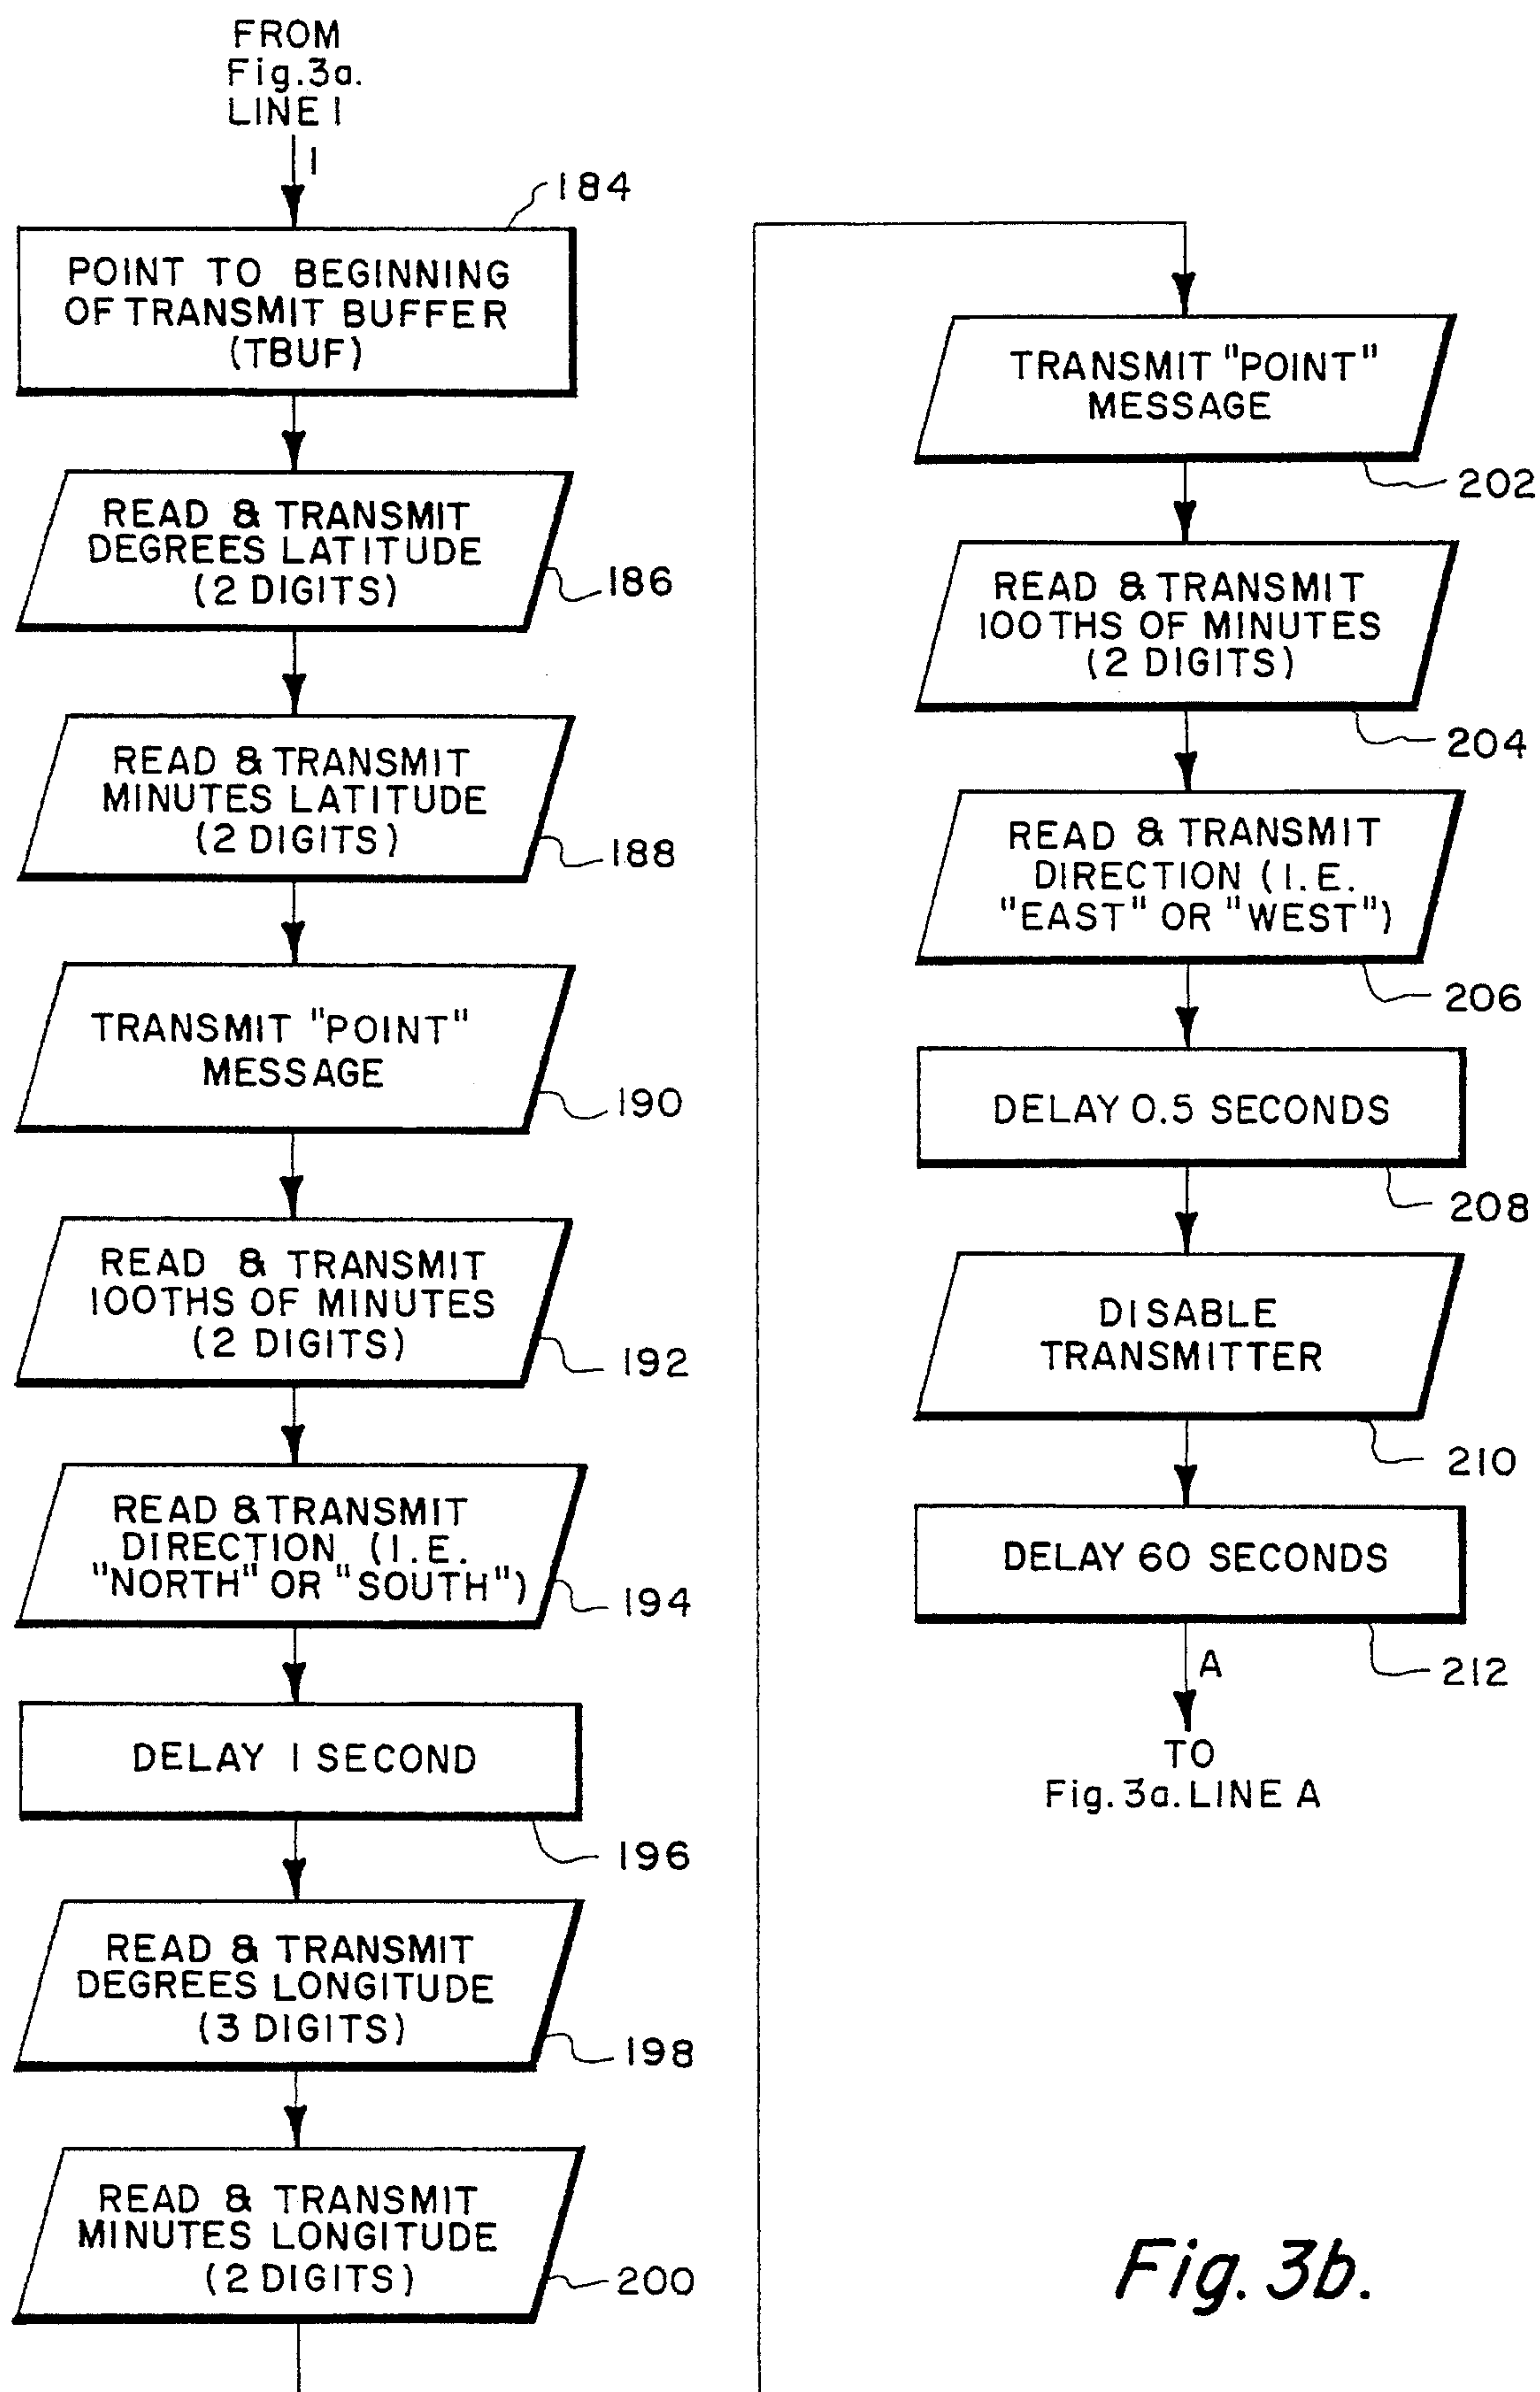 FROM
Fig.3a.
LINE 1
1
184
POINT TO BEGINNING
OF TRANSMIT BUFFER
(TBUF)
READ & TRANSMIT
DEGREES LATITUDE
(2 DIGITS)
186
READ & TRANSMIT
MINUTES LATITUDE
(2 DIGITS)
188
TRANSMIT "POINT"
MESSAGE
190
READ & TRANSMIT
100THS OF MINUTES
(2 DIGITS)
192
READ & TRANSMIT
DIRECTION (I.E.
"NORTH" OR "SOUTH")
194
DELAY 1 SECOND
196
READ & TRANSMIT
DEGREES LONGITUDE
(3 DIGITS)
198
READ & TRANSMIT
MINUTES LONGITUDE
(2 DIGITS)
200
TRANSMIT "POINT"
MESSAGE
202
READ & TRANSMIT
100THS OF MINUTES
(2 DIGITS)
204
READ & TRANSMIT
DIRECTION (I.E.
"EAST" OR "WEST")
206
DELAY 0.5 SECONDS
208
DISABLE
TRANSMITTER
210
DELAY 60 SECONDS
212
A
TO
Fig. 3a. LINE A
Fig. 3b.